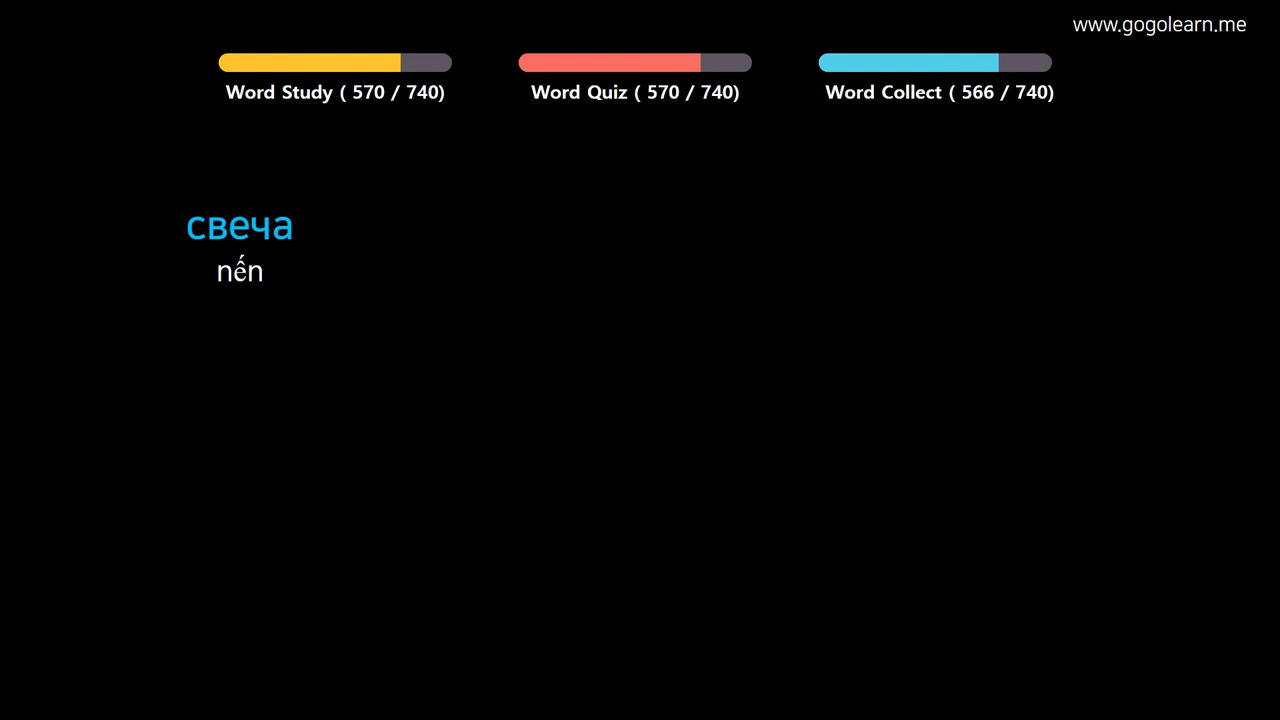 www.gogolearn.me
Word Study ( 570 / 740)
Word Quiz ( 570 / 740)
Word Collect ( 566 / 740)
свеча
nến